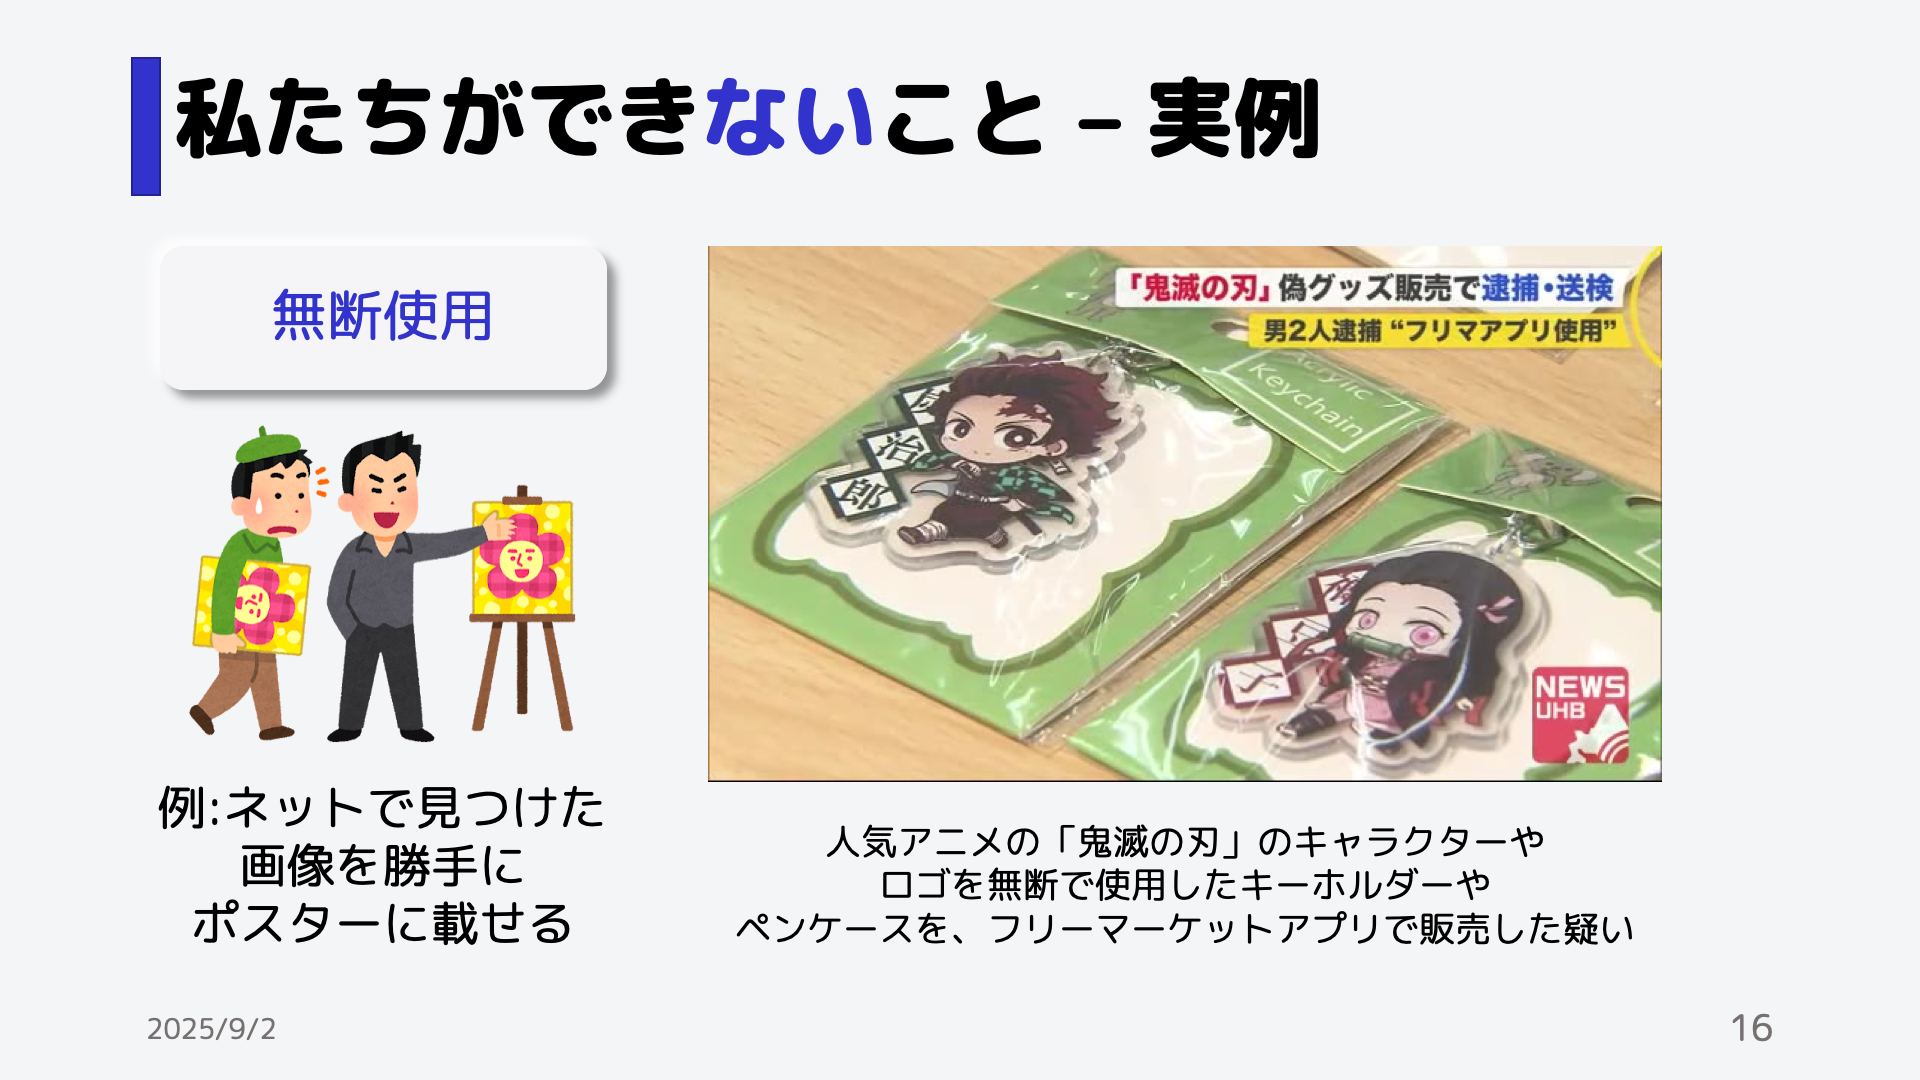 私たちができないこと – 実例
無断使用
例:ネットで見つけた
画像を勝手に
ポスターに載せる
「鬼滅の刃」偽グッズ販売で逮捕・送検
男2人逮捕 “フリマアプリ使用”
Acrylic
Keychain
治
郎
NEWS
UHB
人気アニメの「鬼滅の刃」のキャラクターや
ロゴを無断で使用したキーホルダーや
ペンケースを、フリーマーケットアプリで販売した疑い
2025/9/2
16